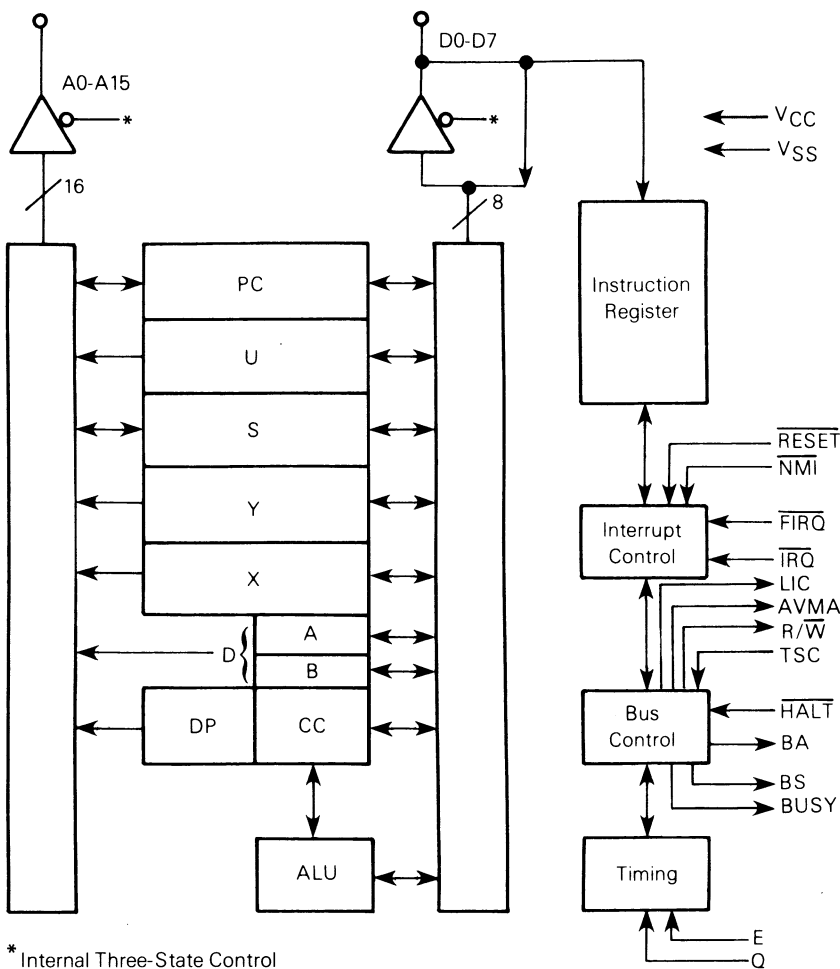 D0-D7
A0-A15
*
*
VCC
VSS
16
8
PC
U
S
Y
X
D {
A
B
DP
CC
ALU
Instruction
Register
RESET
NMI
Interrupt
Control
FIRQ
IRQ
LIC
AVMA
R/W
TSC
Bus
Control
HALT
BA
BS
BUSY
Timing
E
Q
* Internal Three-State Control